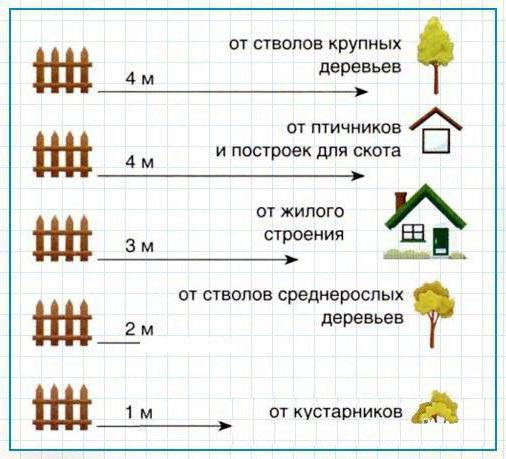 от стволов крупных
деревьев
4 м
от птичников
и построек для скота
4 м
от жилого
строения
3 м
от стволов среднерослых
деревьев
2 м
1 м от кустарников